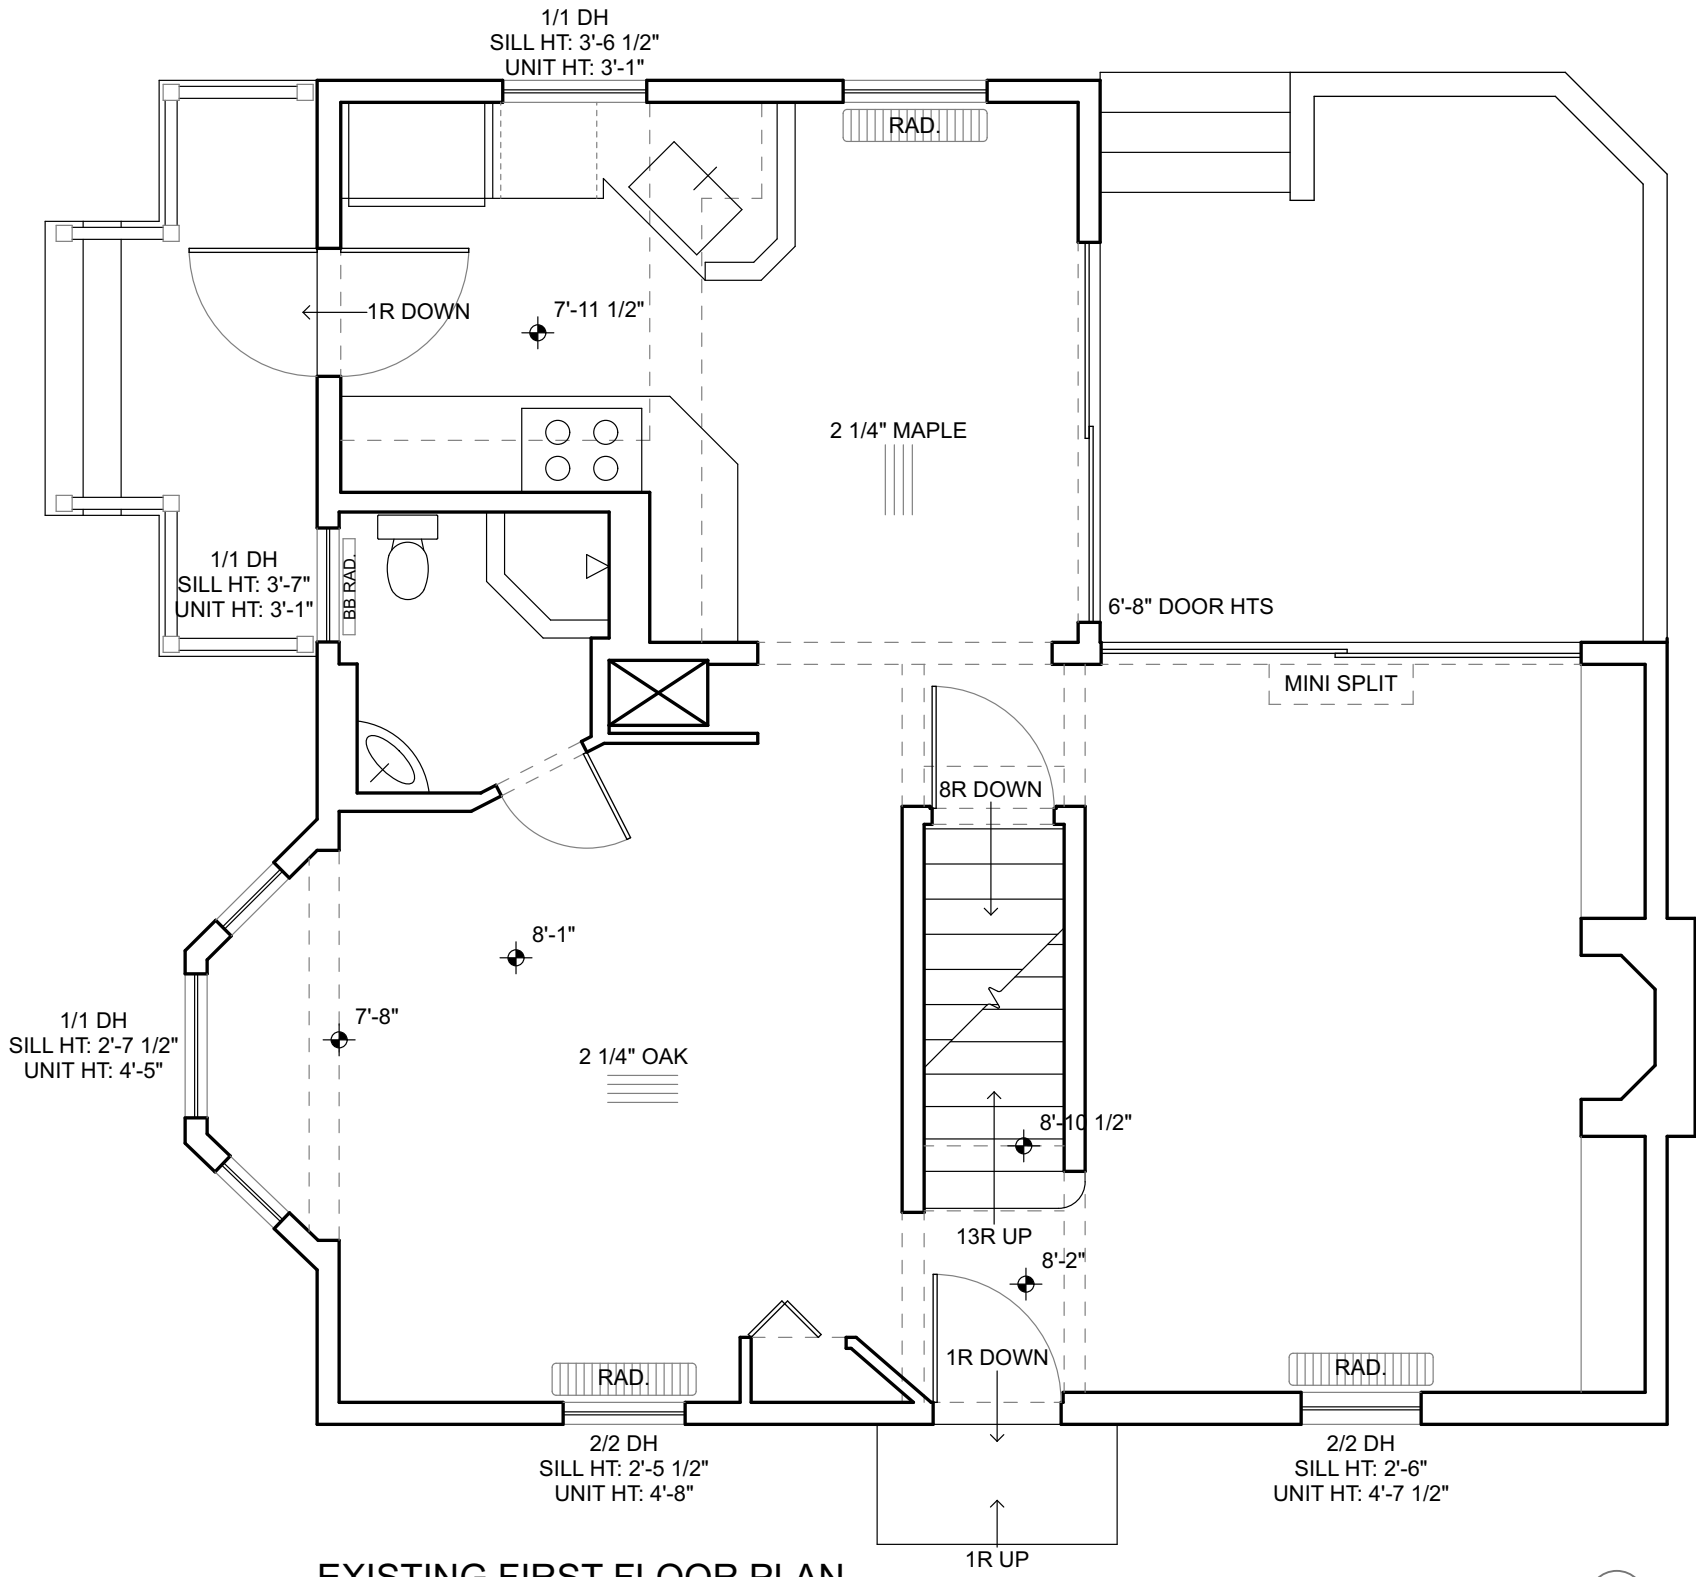 1/1 DH
SILL HT: 3'-6 1/2"
UNIT HT: 3'-1"
RAD.
1R DOWN
7'-11 1/2"
2 1/4" MAPLE
1/1 DH
SILL HT: 3'-7"
UNIT HT: 3'-1"
BB RAD.
6'-8" DOOR HTS
MINI SPLIT
8R DOWN
8'-1"
7'-8"
1/1 DH
SILL HT: 2'-7 1/2"
UNIT HT: 4'-5"
2 1/4" OAK
8'-10 1/2"
13R UP
8'-2"
1R DOWN
RAD.
RAD.
2/2 DH
SILL HT: 2'-5 1/2"
UNIT HT: 4'-8"
2/2 DH
SILL HT: 2'-6"
UNIT HT: 4'-7 1/2"
1R UP
EXISTING FIRST FLOOR PLAN